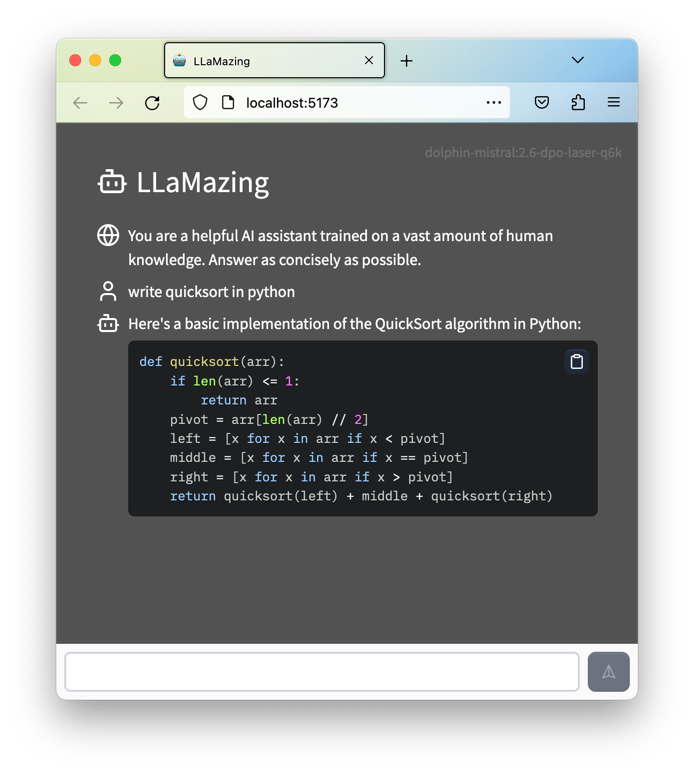 LLaMazing
localhost:5173
dolphin-mistral:2.6-dpo-laser-q6k
LLaMazing
You are a helpful AI assistant trained on a vast amount of human
knowledge. Answer as concisely as possible.
write quicksort in python
Here's a basic implementation of the QuickSort algorithm in Python:
def quicksort(arr):
    if len(arr) <= 1:
        return arr
    pivot = arr[len(arr) // 2]
    left = [x for x in arr if x < pivot]
    middle = [x for x in arr if x == pivot]
    right = [x for x in arr if x > pivot]
    return quicksort(left) + middle + quicksort(right)